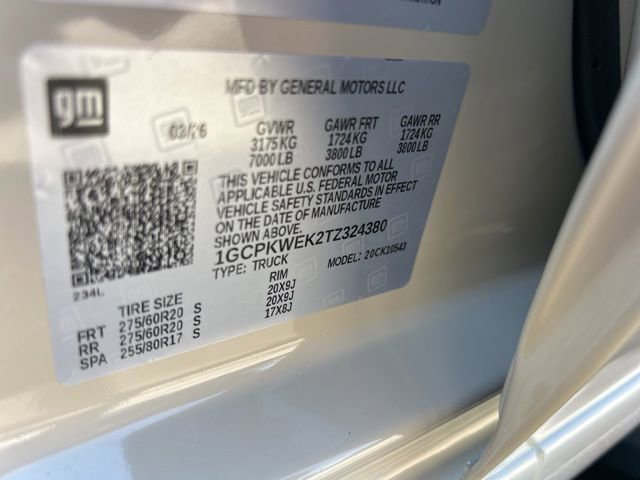 gm
MFD BY GENERAL MOTORS LLC
03/26
GVWR GAWR FRT GAWR RR
3175KG 1724KG 1724KG
7000 LB 3800 LB 3800 LB
THIS VEHICLE CONFORMS TO ALL
APPLICABLE U.S. FEDERAL MOTOR
VEHICLE SAFETY STANDARDS IN EFFECT
ON THE DATE OF MANUFACTURE
SHOWN ABOVE.
1GCPKWEK2TZ324380
TYPE: TRUCK MODEL: 20CK10543
234L
TIRE SIZE RIM
FRT 275/60R20 S 20X9J
RR 275/60R20 S 20X9J
SPA 255/80R17 S 17X8J